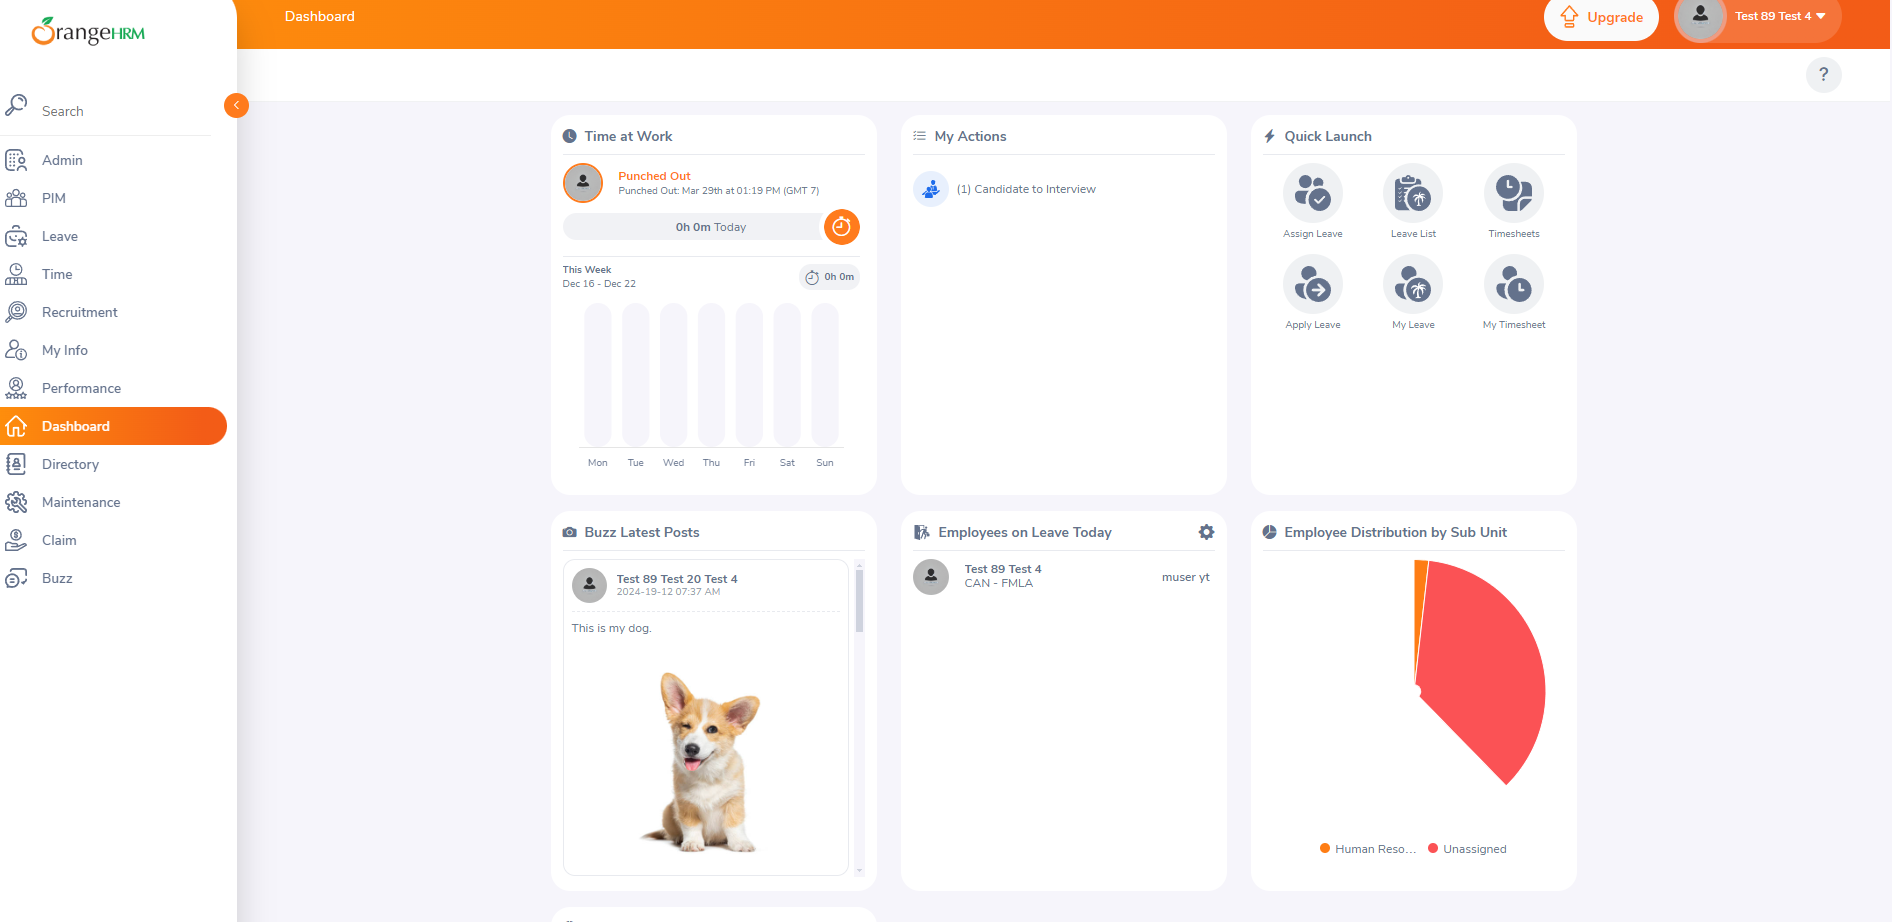 OrangeHRM
Dashboard
Upgrade
Test 89 Test 4
?
Search
Admin
PIM
Leave
Time
Recruitment
My Info
Performance
Dashboard
Directory
Maintenance
Claim
Buzz
Time at Work
Punched Out
Punched Out: Mar 29th at 01:19 PM (GMT 7)
0h 0m Today
This Week
Dec 16 - Dec 22
0h 0m
Mon Tue Wed Thu Fri Sat Sun
My Actions
(1) Candidate to Interview
Quick Launch
Assign Leave
Leave List
Timesheets
Apply Leave
My Leave
My Timesheet
Buzz Latest Posts
Test 89 Test 20 Test 4
2024-19-12 07:37 AM
This is my dog.
Employees on Leave Today
Test 89 Test 4
CAN - FMLA
muser yt
Employee Distribution by Sub Unit
Human Reso...
Unassigned